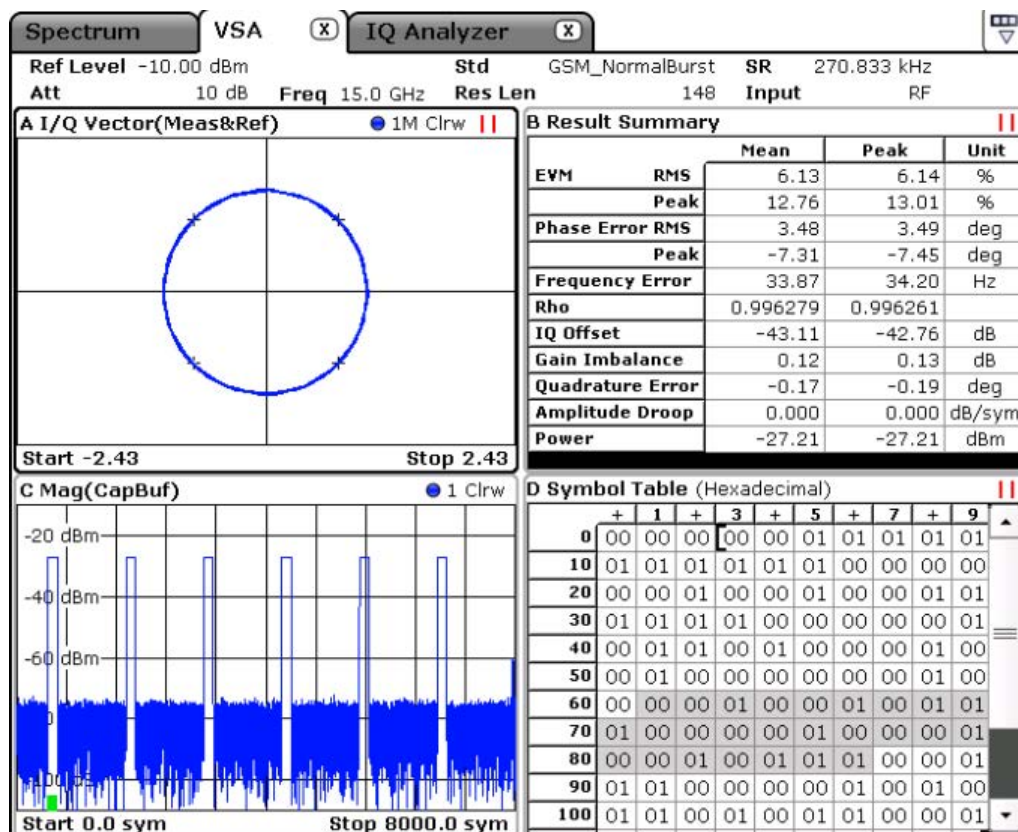 Spectrum VSA X IQ Analyzer X
Ref Level -10.00 dBm Std GSM_NormalBurst SR 270.833 kHz
Att 10 dB Freq 15.0 GHz Res Len 148 Input RF
A I/Q Vector(Meas&Ref) 1M Clrw
Start -2.43 Stop 2.43
B Result Summary
Mean Peak Unit
EVM RMS 6.13 6.14 %
Peak 12.76 13.01 %
Phase Error RMS 3.48 3.49 deg
Peak -7.31 -7.45 deg
Frequency Error 33.87 34.20 Hz
Rho 0.996279 0.996261
IQ Offset -43.11 -42.76 dB
Gain Imbalance 0.12 0.13 dB
Quadrature Error -0.17 -0.19 deg
Amplitude Droop 0.000 0.000 dB/sym
Power -27.21 -27.21 dBm
C Mag(CapBuf) 1 Clrw
-20 dBm
-40 dBm
-60 dBm
Start 0.0 sym Stop 8000.0 sym
D Symbol Table (Hexadecimal)
+ 1 + 3 + 5 + 7 + 9
0 00 00 00 00 00 01 01 01 01 01
10 01 01 01 01 01 01 00 00 00 00
20 00 00 01 00 01 00 00 00 01 00
30 01 01 01 01 00 00 00 00 00 01
40 00 01 00 01 00 00 01 00 01 00
50 00 01 00 00 00 00 00 00 01 00
60 00 00 00 01 00 00 01 00 01 01
70 01 00 00 00 00 01 00 00 00 01
80 00 00 01 00 01 01 01 00 00 01
90 01 01 00 00 01 00 01 00 01 00
100 01 01 00 01 01 00 01 00 00 01